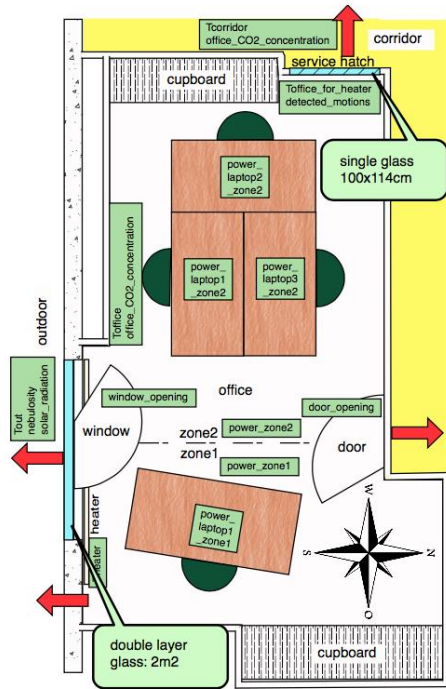 Tcorridor
office_CO2_concentration
corridor
service hatch
cupboard
Toffice_for_heater
detected_motions
single glass
100x114cm
power_
laptop2
_zone2
power_
laptop1
_zone2
power_
laptop3
_zone2
Toffice
office_CO2_concentration
outdoor
Tout
nebulosity
solar_radiation
office
window_opening
door_opening
window
power_zone2
zone2
zone1
door
power_zone1
heater
heater
power_
laptop1
_zone1
W
S
N
O
double layer
glass: 2m2
cupboard